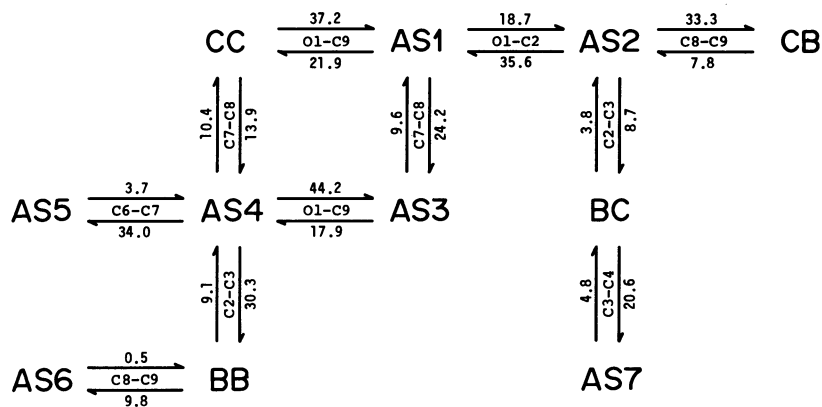 37.2 18.7 33.3
CC O1-C9 AS1 O1-C2 AS2 C8-C9 CB
21.9 35.6 7.8
10.4 C7-C8 13.9 9.6 C7-C8 24.2 3.8 C2-C3 8.7
3.7 44.2
AS5 C6-C7 AS4 O1-C9 AS3 BC
34.0 17.9
9.1 C2-C3 30.3 4.8 C3-C4 20.6
0.5
AS6 C8-C9 BB AS7
9.8